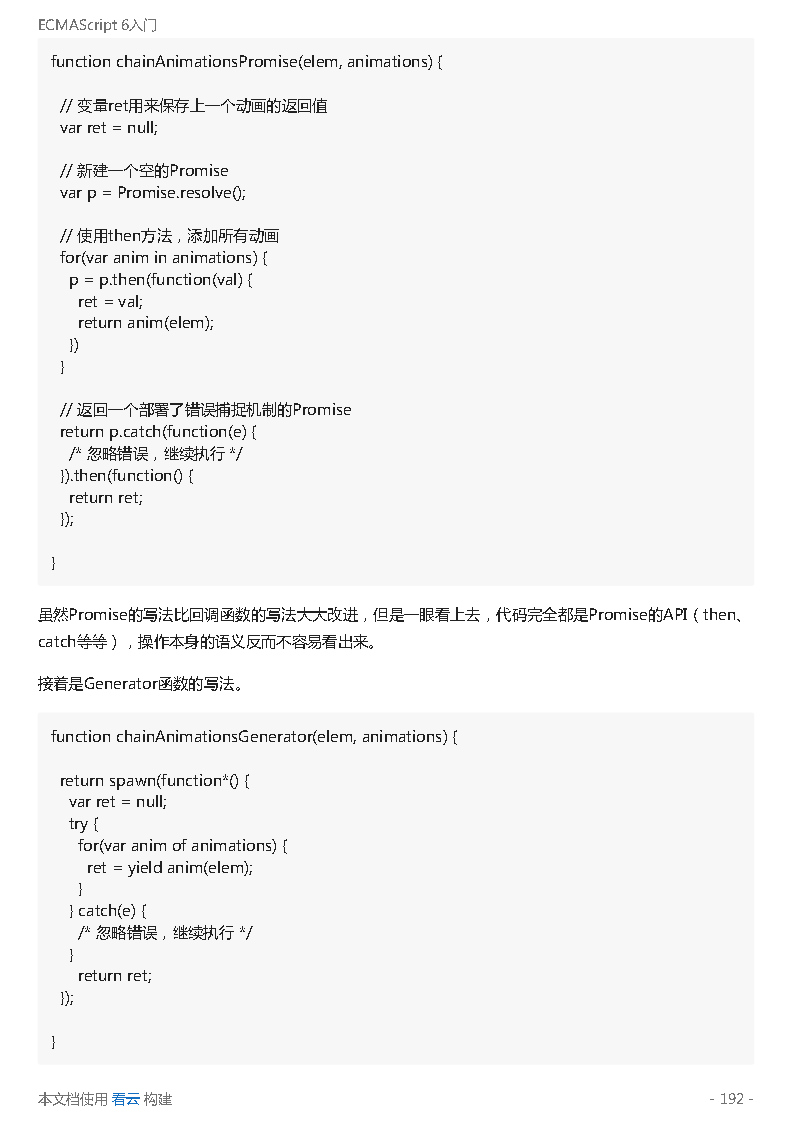 ECMAScript 6入门
function chainAnimationsPromise(elem, animations) {
// 变量ret用来保存上一个动画的返回值
var ret = null;
// 新建一个空的Promise
var p = Promise.resolve();
// 使用then方法，添加所有动画
for(var anim in animations) {
p = p.then(function(val) {
ret = val;
return anim(elem);
})
}
// 返回一个部署了错误捕捉机制的Promise
return p.catch(function(e) {
/* 忽略错误，继续执行 */
}).then(function() {
return ret;
});
}
虽然Promise的写法比回调函数的写法大大改进，但是一眼看上去，代码完全都是Promise的API（then、
catch等等），操作本身的语义反而不容易看出来。
接着是Generator函数的写法。
function chainAnimationsGenerator(elem, animations) {
return spawn(function*() {
var ret = null;
try {
for(var anim of animations) {
ret = yield anim(elem);
}
} catch(e) {
/* 忽略错误，继续执行 */
}
return ret;
});
}
本文档使用 看云 构建
- 192 -